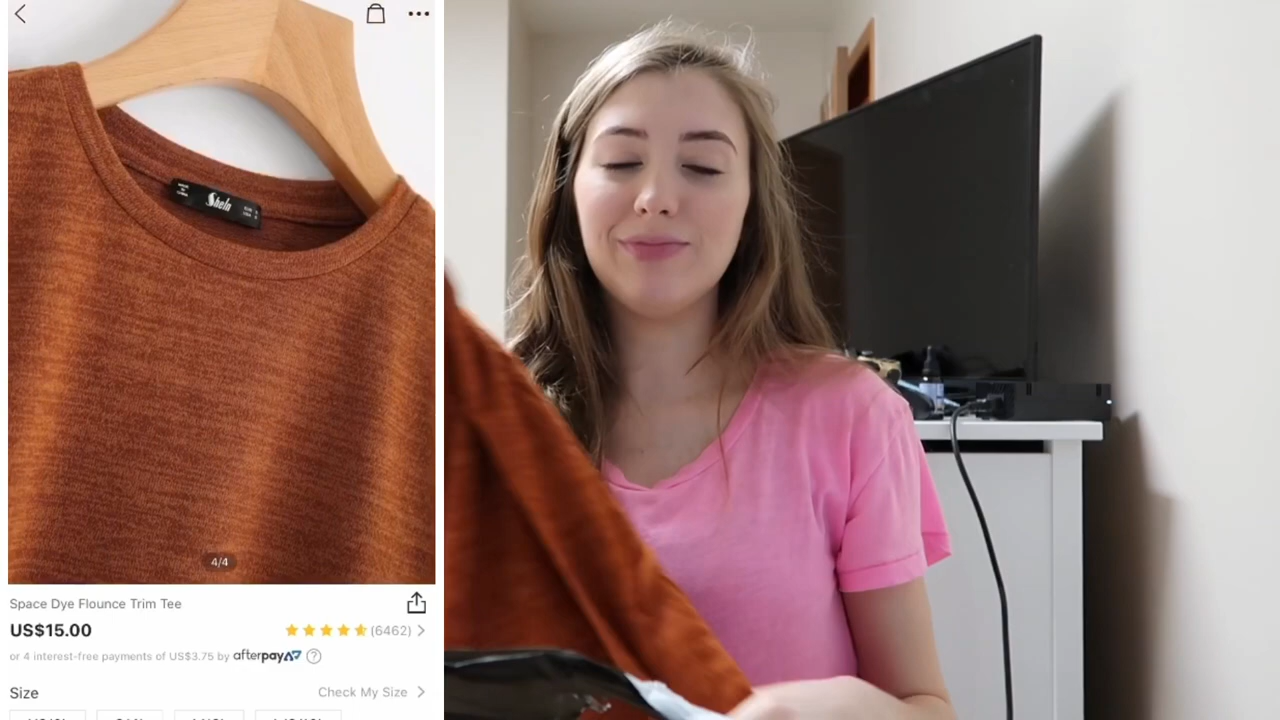 SheIn
4/4
Space Dye Flounce Trim Tee
US$15.00
(6462)
or 4 interest-free payments of US$3.75 by afterpay
Size
Check My Size